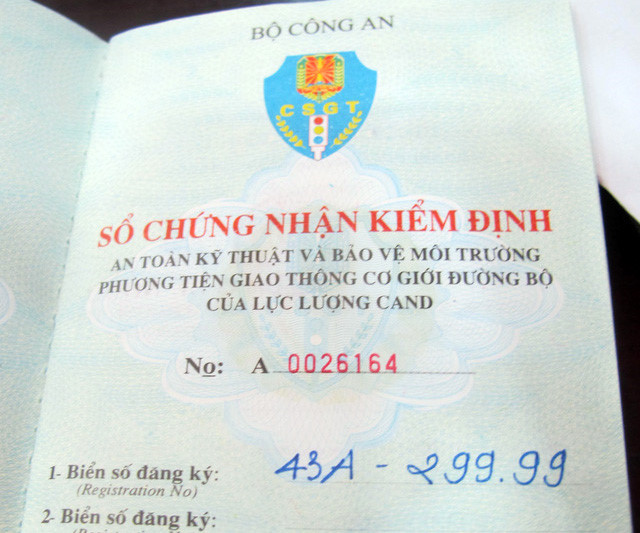 BỘ CÔNG AN
CSGT
SỔ CHỨNG NHẬN KIỂM ĐỊNH
AN TOÀN KỸ THUẬT VÀ BẢO VỆ MÔI TRƯỜNG
PHƯƠNG TIỆN GIAO THÔNG CƠ GIỚI ĐƯỜNG BỘ
CỦA LỰC LƯỢNG CAND
No: A 0026164
1- Biển số đăng ký: 43A - 299.99
(Registration No)
2- Biển số đăng ký: